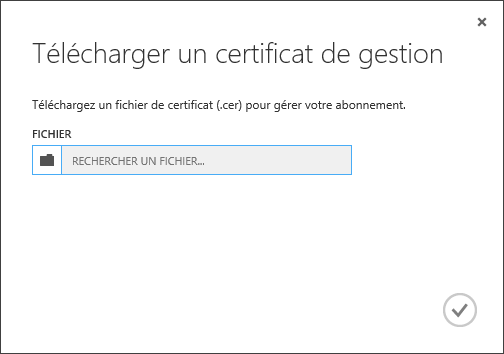 Télécharger un certificat de gestion
Téléchargez un fichier de certificat (.cer) pour gérer votre abonnement.
FICHIER
RECHERCHER UN FICHIER...